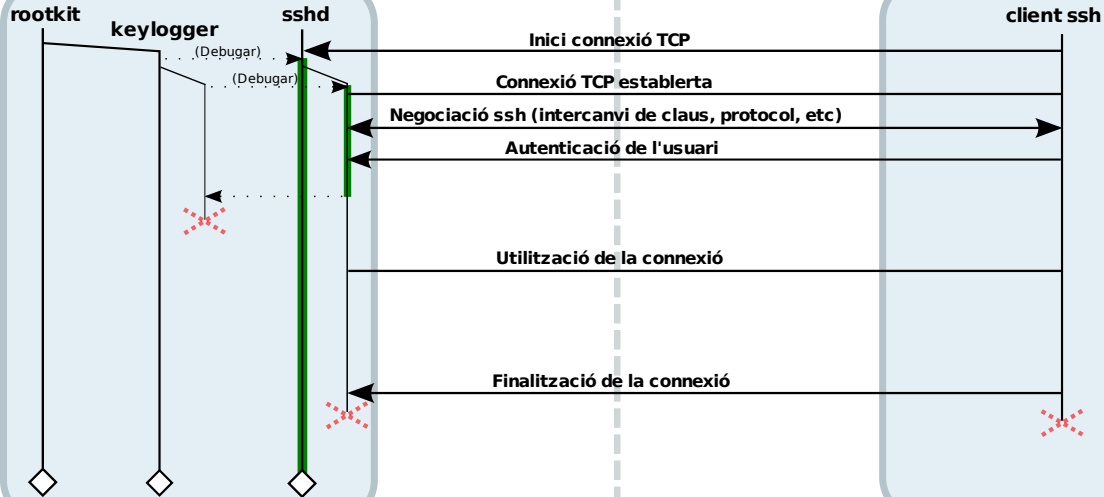 rootkit
keylogger
sshd
client ssh
(Debugar)
(Debugar)
Inici connexió TCP
Connexió TCP establerta
Negociació ssh (intercanvi de claus, protocol, etc)
Autenticació de l'usuari
Utilització de la connexió
Finalització de la connexió